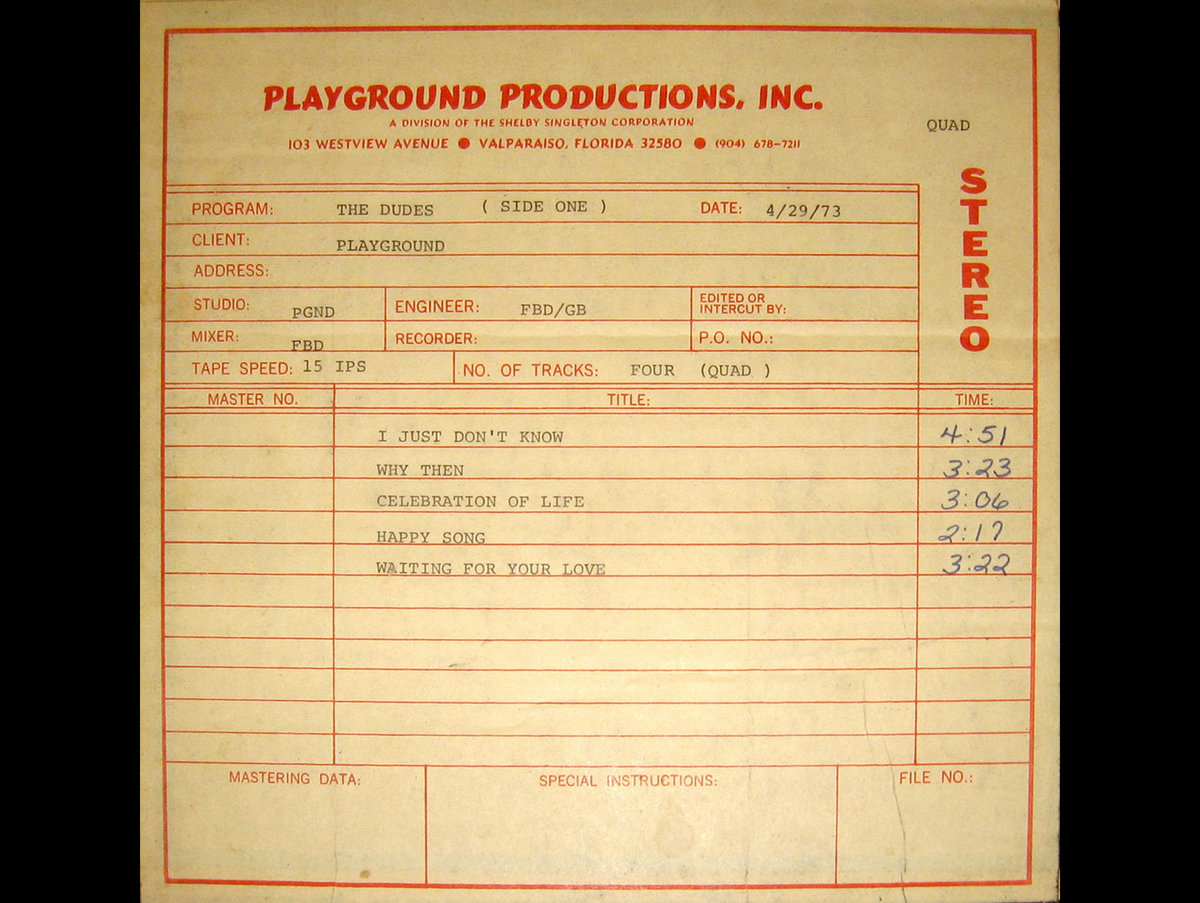 PLAYGROUND PRODUCTIONS, INC.
A DIVISION OF THE SHELBY SINGLETON CORPORATION
103 WESTVIEW AVENUE ● VALPARAISO, FLORIDA 32580 ● (904) 678-7211
QUAD
STEREO
PROGRAM: THE DUDES ( SIDE ONE ) DATE: 4/29/73
CLIENT: PLAYGROUND
ADDRESS:
STUDIO: PGND ENGINEER: FBD/GB EDITED OR INTERCUT BY:
MIXER: FBD RECORDER: P.O. NO.:
TAPE SPEED: 15 IPS NO. OF TRACKS: FOUR (QUAD )
MASTER NO. TITLE: TIME:
I JUST DON'T KNOW 4:51
WHY THEN 3:23
CELEBRATION OF LIFE 3:06
HAPPY SONG 2:17
WAITING FOR YOUR LOVE 3:22
MASTERING DATA: SPECIAL INSTRUCTIONS: FILE NO.: